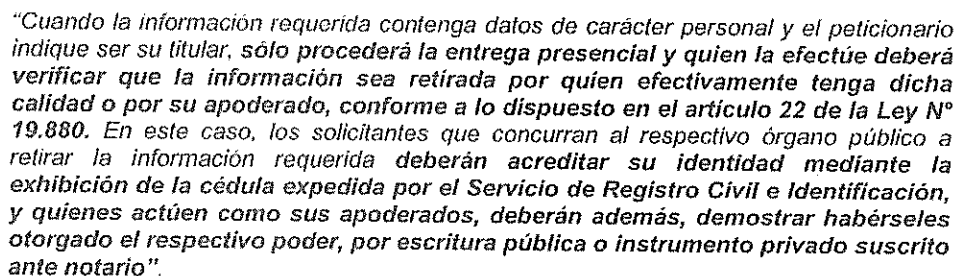 “Cuando la información requerida contenga datos de carácter personal y el peticionario
indique ser su titular, sólo procederá la entrega presencial y quien la efectúe deberá
verificar que la información sea retirada por quien efectivamente tenga dicha
calidad o por su apoderado, conforme a lo dispuesto en el artículo 22 de la Ley Nº
19.880. En este caso, los solicitantes que concurran al respectivo órgano público a
retirar la información requerida deberán acreditar su identidad mediante la
exhibición de la cédula expedida por el Servicio de Registro Civil e Identificación,
y quienes actúen como sus apoderados, deberán además, demostrar habérseles
otorgado el respectivo poder, por escritura pública o instrumento privado suscrito
ante notario”.